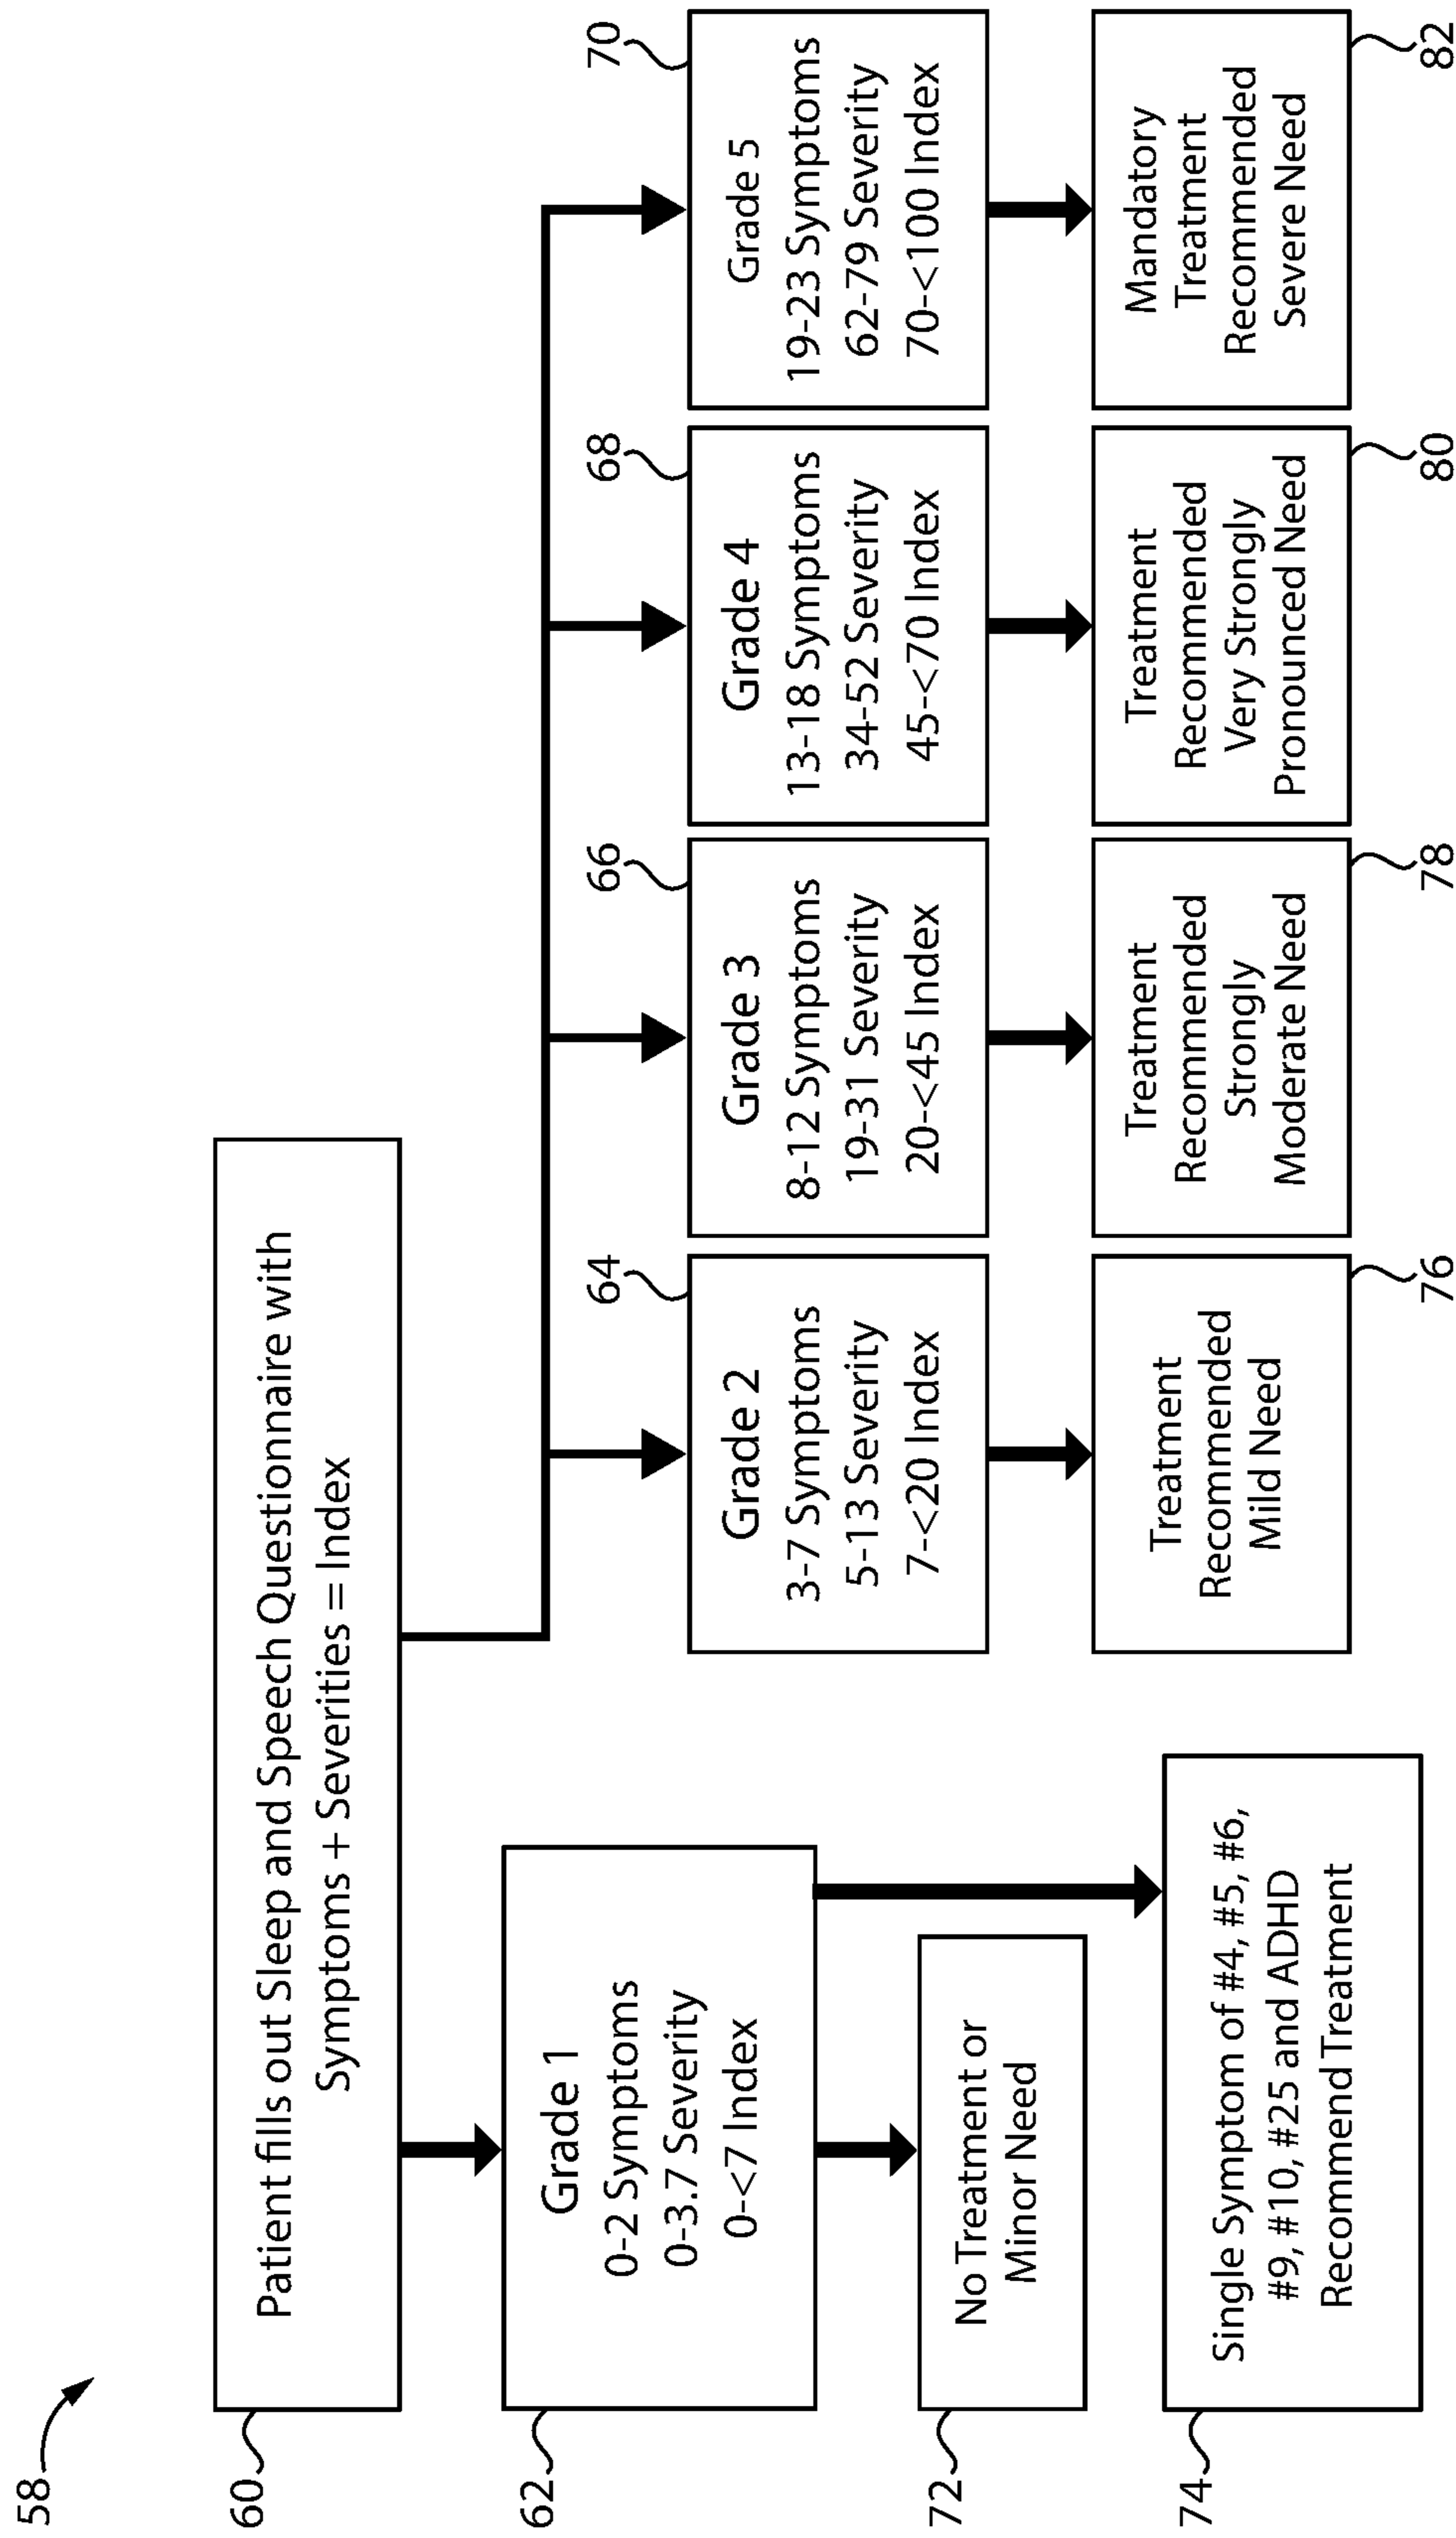 58
60
Patient fills out Sleep and Speech Questionnaire with
Symptoms + Severities = Index
62
Grade 1
0-2 Symptoms
0-3.7 Severity
0-<7 Index
64
Grade 2
3-7 Symptoms
5-13 Severity
7-<20 Index
66
Grade 3
8-12 Symptoms
19-31 Severity
20-<45 Index
68
Grade 4
13-18 Symptoms
34-52 Severity
45-<70 Index
70
Grade 5
19-23 Symptoms
62-79 Severity
70-<100 Index
72
No Treatment or
Minor Need
74
Single Symptom of #4, #5, #6,
#9, #10, #25 and ADHD
Recommend Treatment
Treatment
Recommended
Mild Need
76
Treatment
Recommended
Strongly
Moderate Need
78
Treatment
Recommended
Very Strongly
Pronounced Need
80
Mandatory
Treatment
Recommended
Severe Need
82